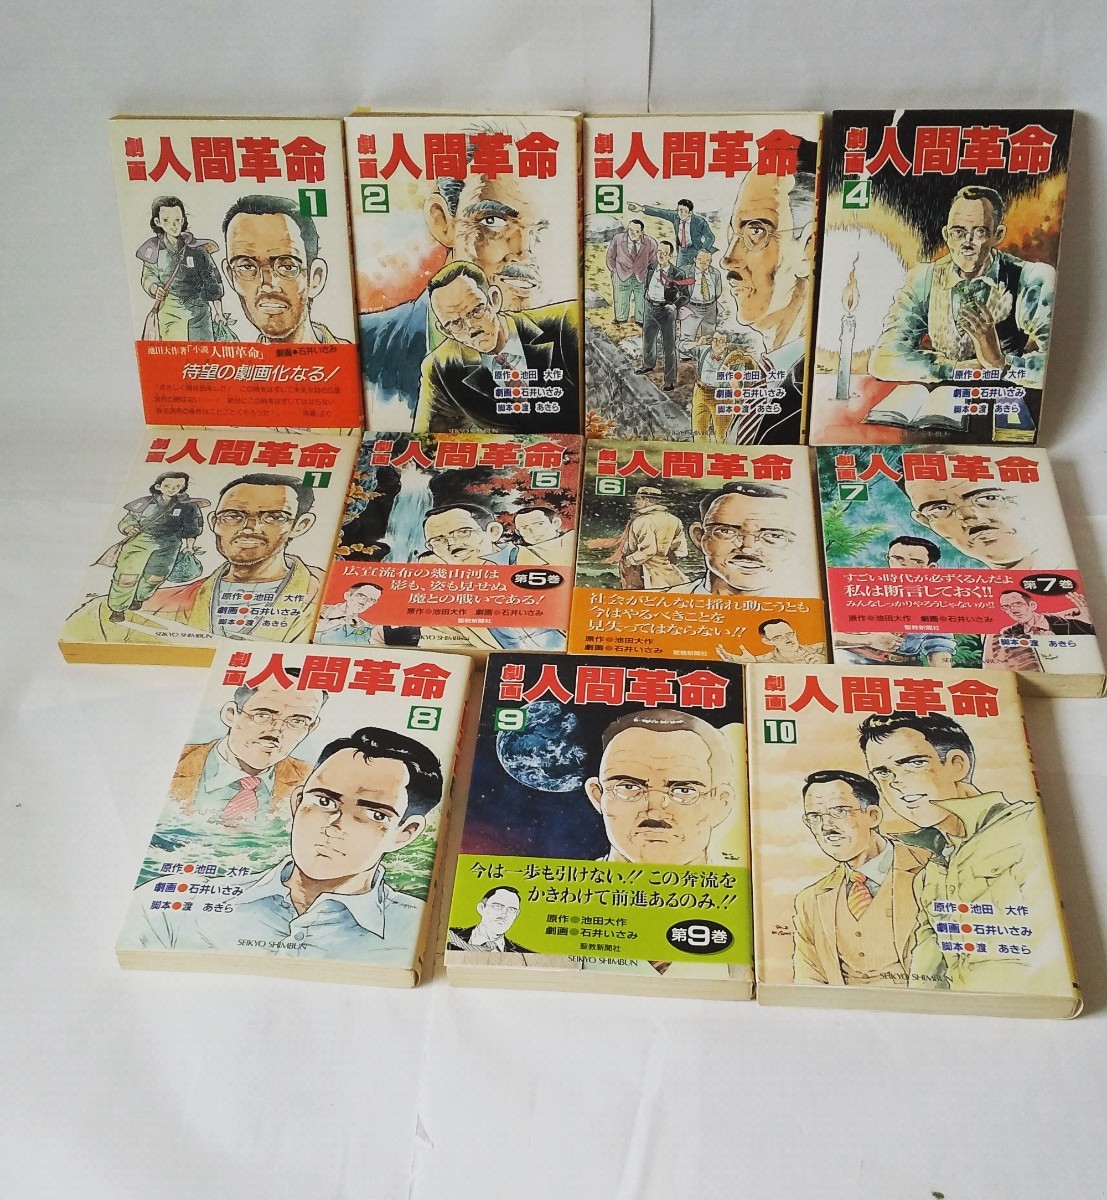 劇画 人間革命
1
池田大作著「小説 人間革命」 劇画●石井いさみ
待望の劇画化なる！
劇画 人間革命
2
原作●池田 大作
劇画●石井いさみ
脚本●渡 あきら
SEIKYO SHIMBUN
劇画 人間革命
3
原作●池田 大作
劇画●石井いさみ
脚本●渡 あきら
劇画 人間革命
4
原作●池田 大作
劇画●石井いさみ
脚本●渡 あきら
劇画 人間革命
1
原作●池田 大作
劇画●石井いさみ
脚本●渡 あきら
SEIKYO SHIMBUN
劇画 人間革命
5
広宣流布の幾山河は
影も、姿も見せぬ
魔との戦いである！
第5巻
原作●池田大作 劇画●石井いさみ
聖教新聞社
SEIKYO SHIMBUN
劇画 人間革命
6
社会がどんなに揺れ動こうとも
今はやるべきことを
見失ってはならない!!
原作●池田大作
劇画●石井いさみ
聖教新聞社
劇画 人間革命
7
すごい時代が必ずくるんだよ
私は断言しておく!!
みんなしっかりやろうじゃないか!!
第7巻
原作●池田大作 劇画●石井いさみ
聖教新聞社
脚本●渡 あきら
SEIKYO SHIMBUN
劇画 人間革命
8
原作●池田 大作
劇画●石井いさみ
脚本●渡 あきら
SEIKYO SHIMBUN
劇画 人間革命
9
今は一歩も引けない!! この奔流を
かきわけて前進あるのみ!!
原作●池田大作
劇画●石井いさみ
聖教新聞社
第9巻
SEIKYO SHIMBUN
劇画 人間革命
10
原作●池田 大作
劇画●石井いさみ
脚本●渡 あきら
SEIKYO SHIMBUN